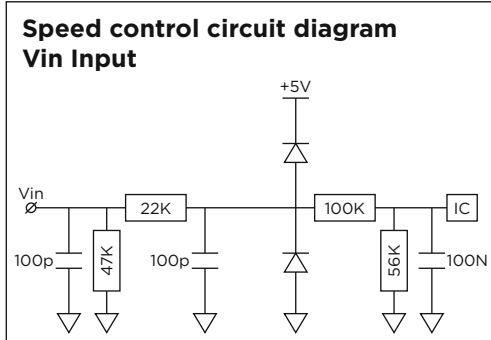 Speed control circuit diagram
Vin Input
+5V
Vin
22K
100K
IC
100p
47K
100p
56K
100N